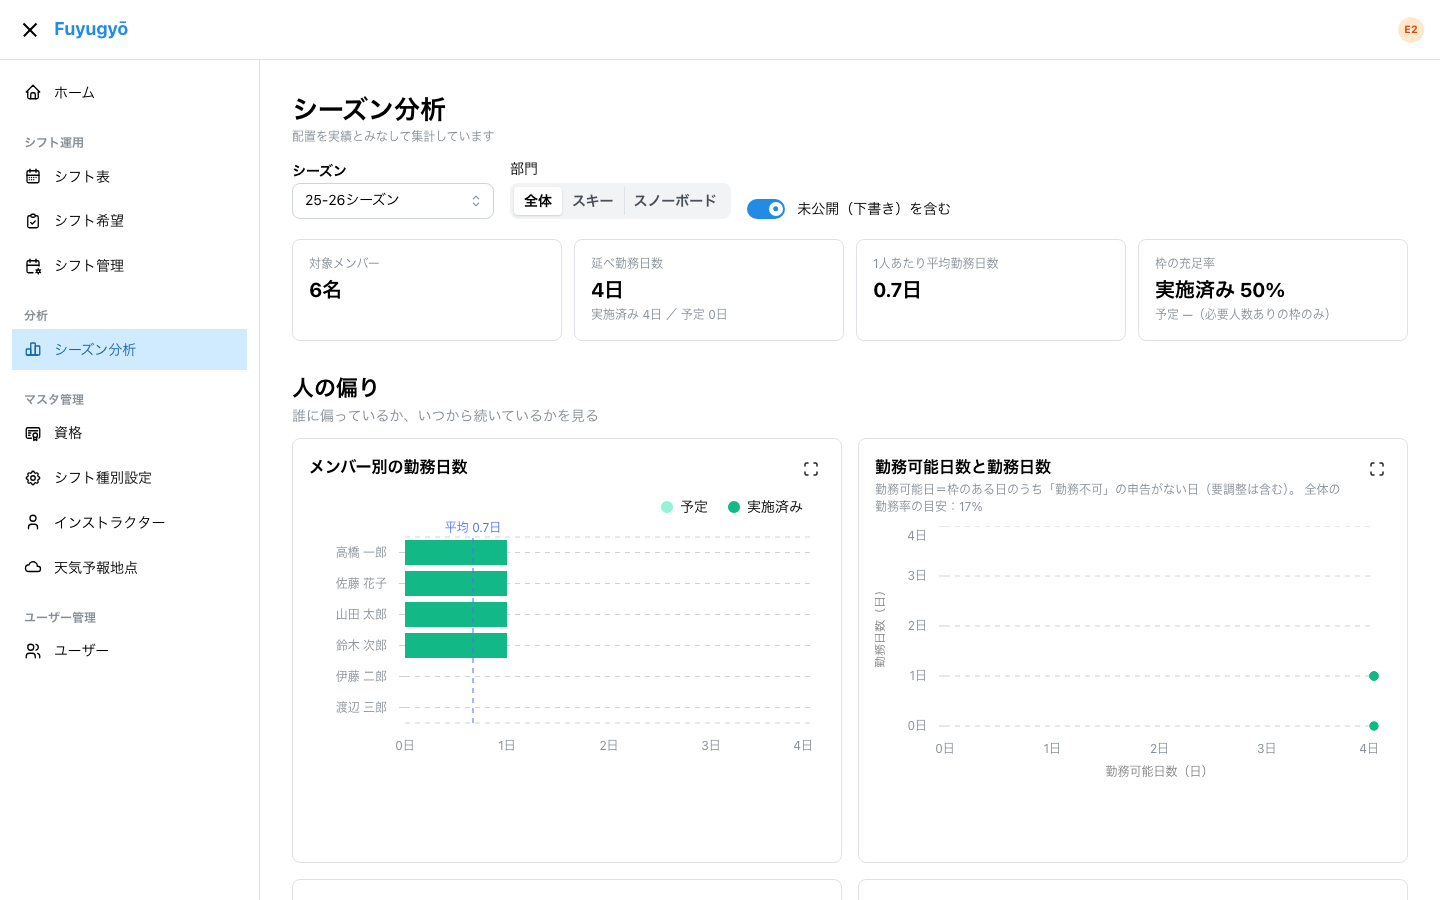 Fuyugyō
E2
ホーム
シフト運用
シフト表
シフト希望
シフト管理
分析
シーズン分析
マスタ管理
資格
シフト種別設定
インストラクター
天気予報地点
ユーザー管理
ユーザー
シーズン分析
配置を実績とみなして集計しています
シーズン
25-26シーズン
部門
全体 スキー スノーボード
未公開（下書き）を含む
対象メンバー
6名
延べ勤務日数
4日
実施済み 4日 ／ 予定 0日
1人あたり平均勤務日数
0.7日
枠の充足率
実施済み 50%
予定 —（必要人数ありの枠のみ）
人の偏り
誰に偏っているか、いつから続いているかを見る
メンバー別の勤務日数
予定 実施済み
平均 0.7日
高橋 一郎
佐藤 花子
山田 太郎
鈴木 次郎
伊藤 二郎
渡辺 三郎
0日 1日 2日 3日 4日
勤務可能日数と勤務日数
勤務可能日＝枠のある日のうち「勤務不可」の申告がない日（要調整は含む）。 全体の
勤務率の目安：17%
勤務日数（日）
4日
3日
2日
1日
0日
0日 1日 2日 3日 4日
勤務可能日数（日）